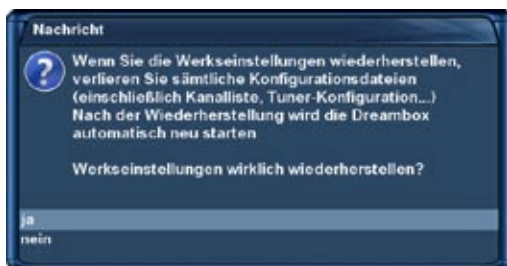 Nachricht
?
Wenn Sie die Werkseinstellungen wiederherstellen,
verlieren Sie sämtliche Konfigurationsdateien
(einschließlich Kanalliste, Tuner-Konfiguration...)
Nach der Wiederherstellung wird die Dreambox
automatisch neu starten
Werkseinstellungen wirklich wiederherstellen?
ja
nein